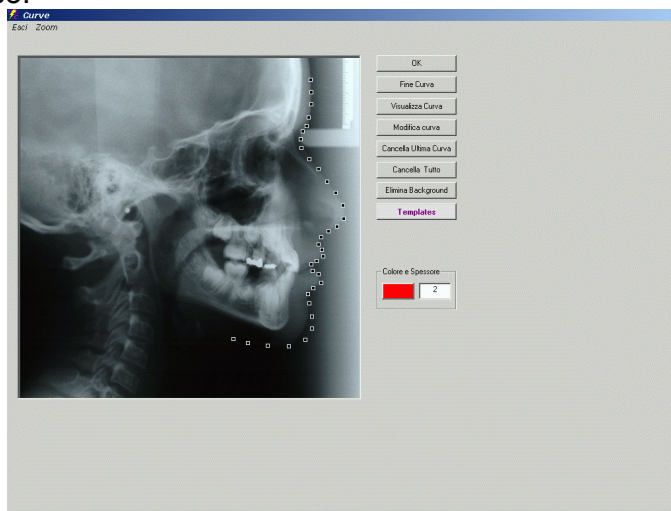 Curve
Esci Zoom
OK
Fine Curva
Visualizza Curva
Modifica curva
Cancella Ultima Curva
Cancella Tutto
Elimina Background
Templates
Colore e Spessore
2